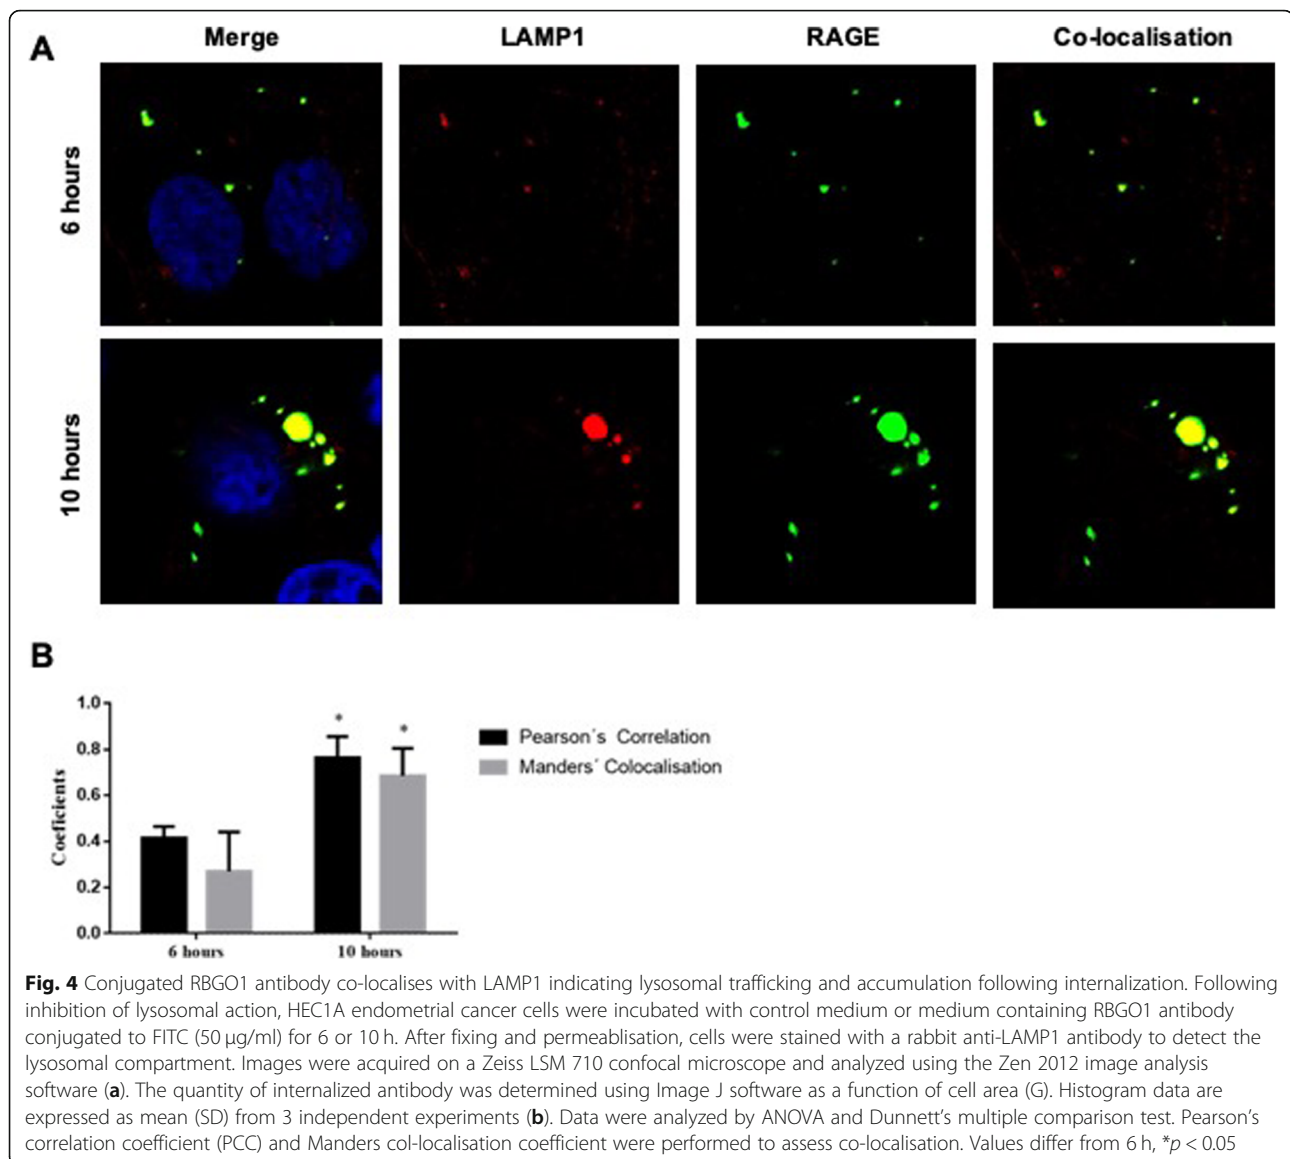 A
Merge LAMP1 RAGE Co-localisation
6 hours
10 hours
B
1.0
0.8
0.6
0.4
0.2
0.0
Coeficients
* *
6 hours 10 hours
Pearson´s Correlation
Manders´ Colocalisation
Fig. 4 Conjugated RBGO1 antibody co-localises with LAMP1 indicating lysosomal trafficking and accumulation following internalization. Following
inhibition of lysosomal action, HEC1A endometrial cancer cells were incubated with control medium or medium containing RBGO1 antibody
conjugated to FITC (50 μg/ml) for 6 or 10 h. After fixing and permeablisation, cells were stained with a rabbit anti-LAMP1 antibody to detect the
lysosomal compartment. Images were acquired on a Zeiss LSM 710 confocal microscope and analyzed using the Zen 2012 image analysis
software (a). The quantity of internalized antibody was determined using Image J software as a function of cell area (G). Histogram data are
expressed as mean (SD) from 3 independent experiments (b). Data were analyzed by ANOVA and Dunnett's multiple comparison test. Pearson's
correlation coefficient (PCC) and Manders col-localisation coefficient were performed to assess co-localisation. Values differ from 6 h, *p < 0.05